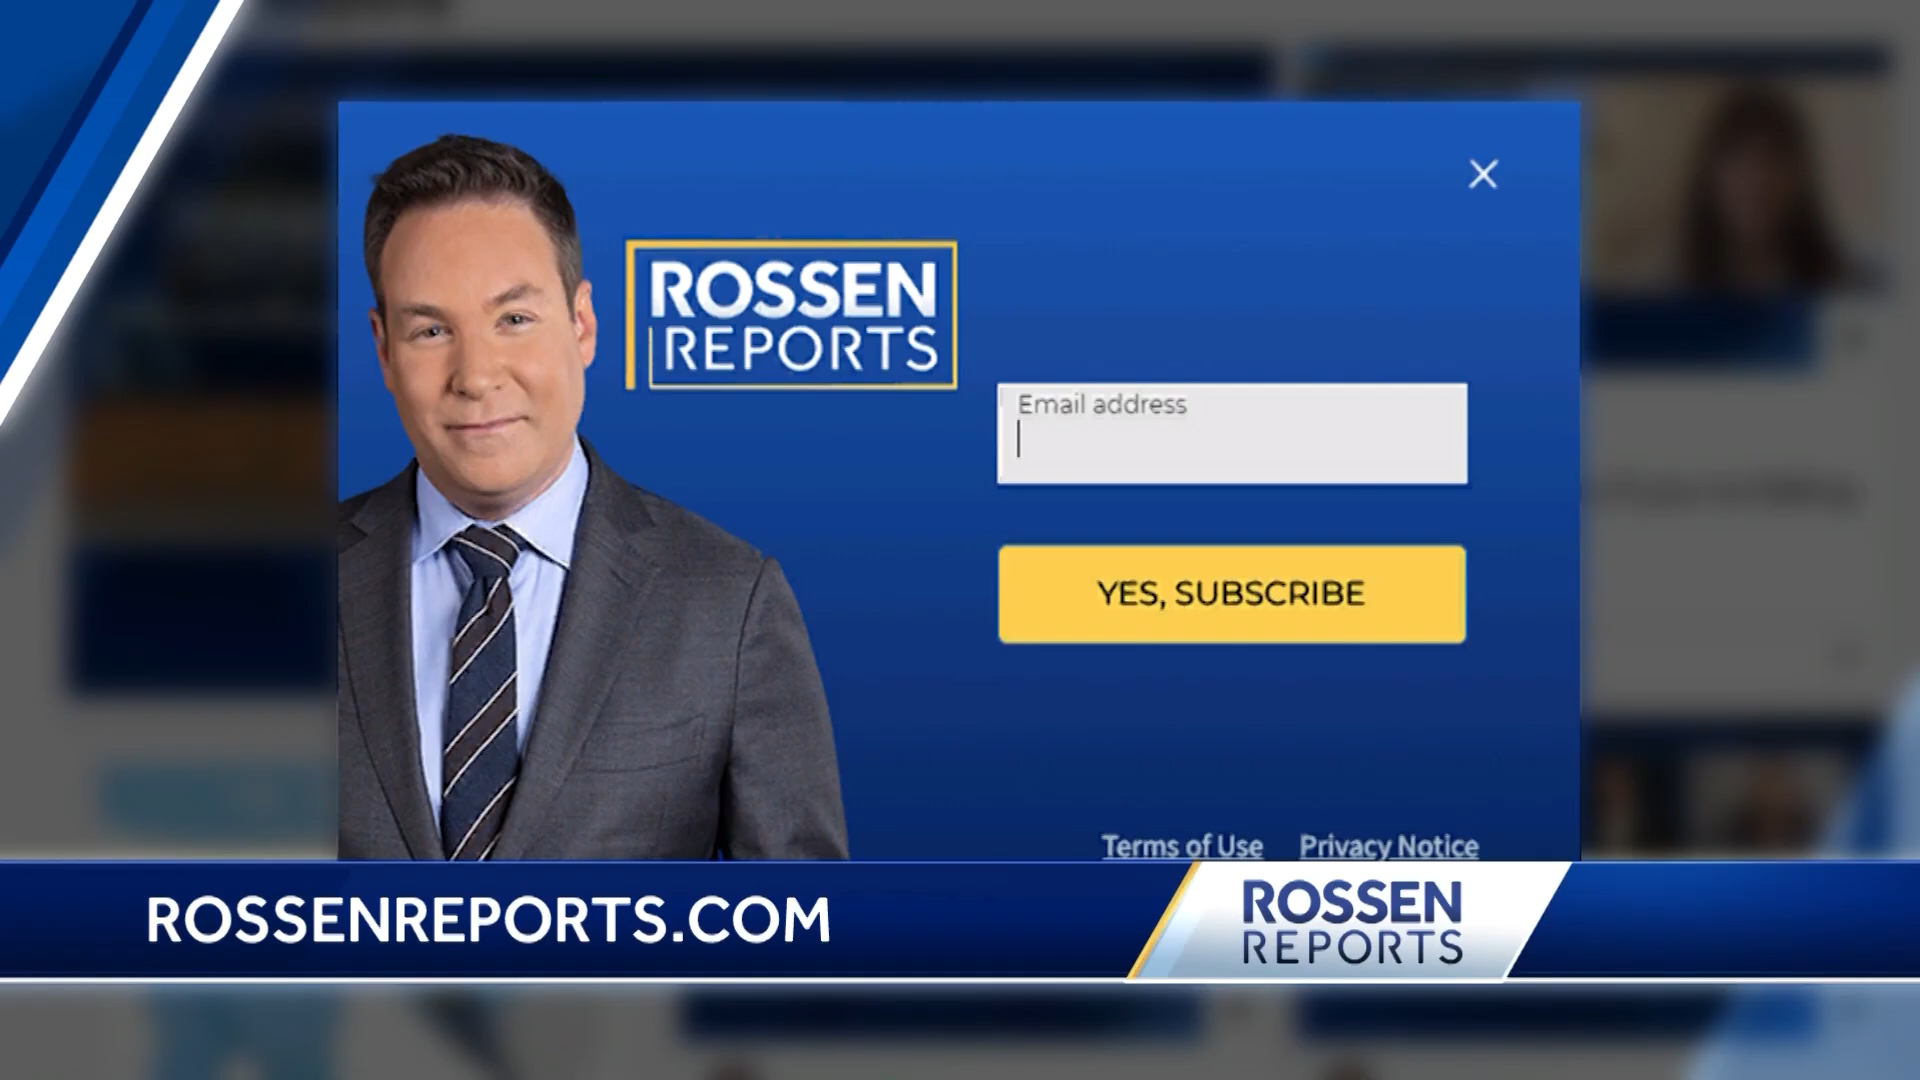 ROSSEN
REPORTS
Email address
YES, SUBSCRIBE
Terms of Use
Privacy Notice
ROSSENREPORTS.COM
ROSSEN
REPORTS